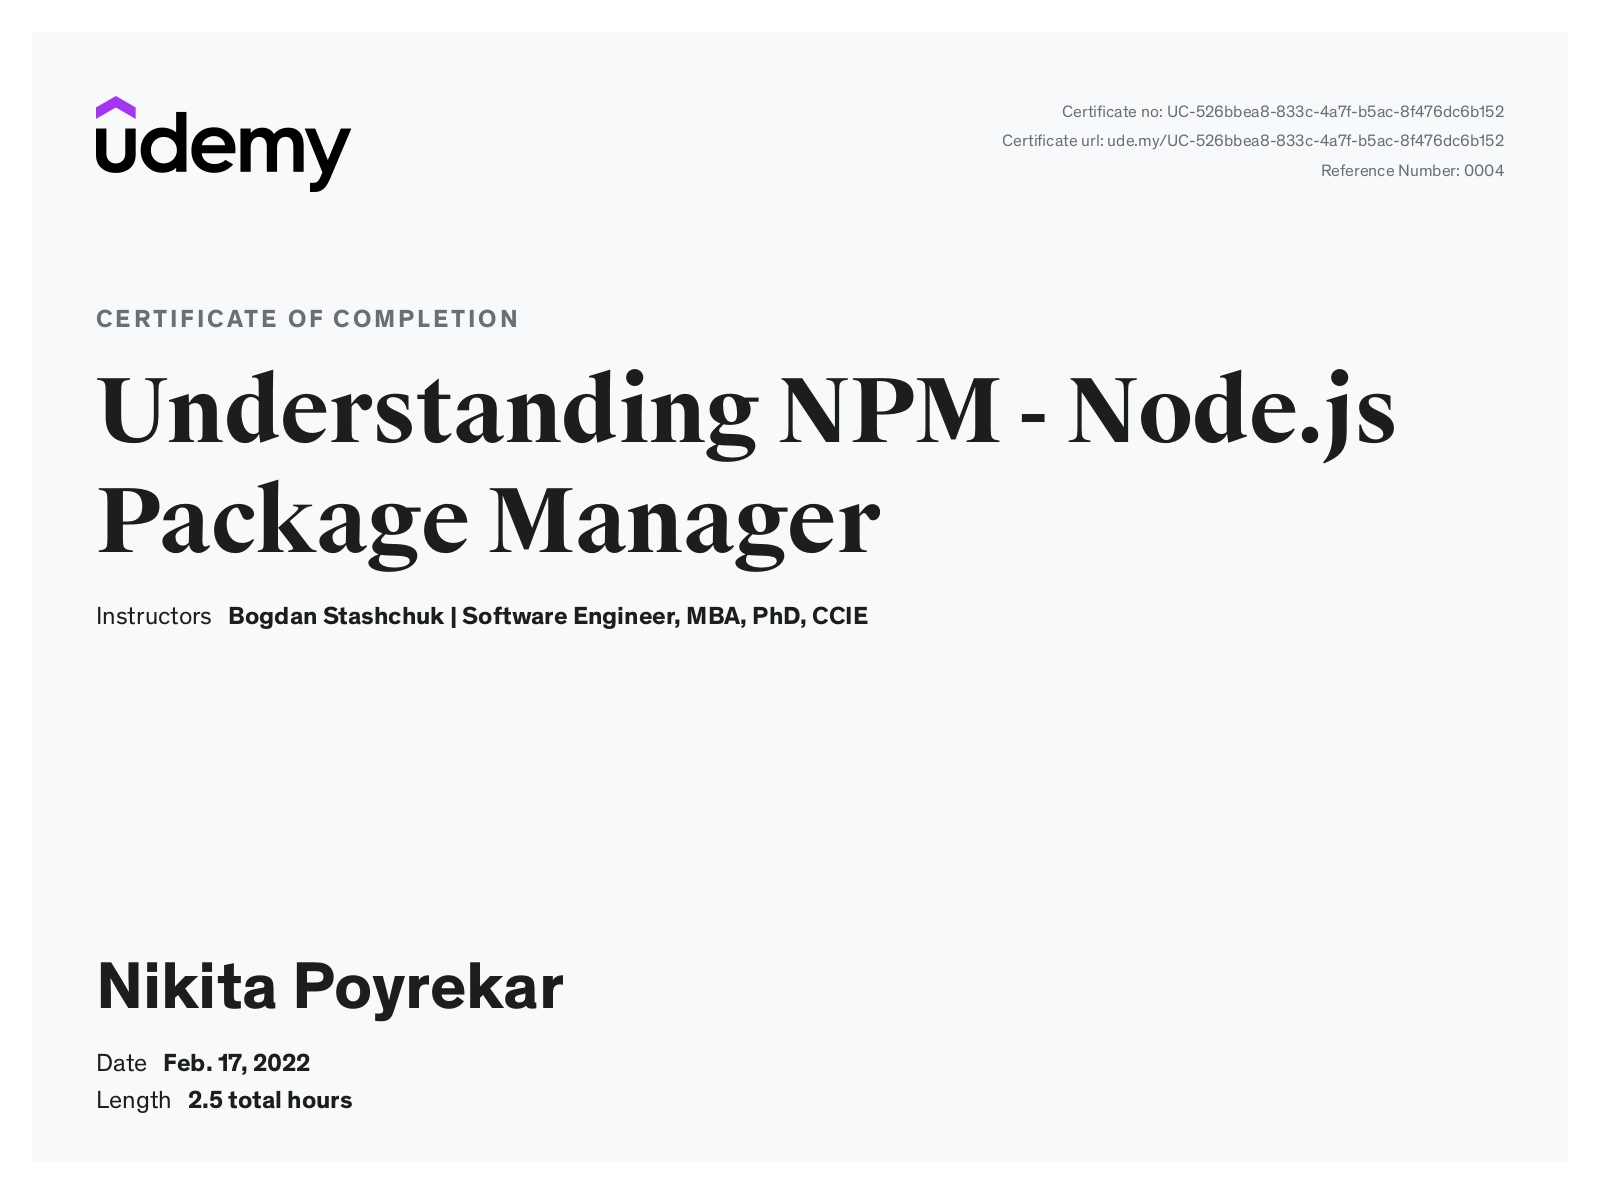 udemy
Certificate no: UC-526bbea8-833c-4a7f-b5ac-8f476dc6b152
Certificate url: ude.my/UC-526bbea8-833c-4a7f-b5ac-8f476dc6b152
Reference Number: 0004
CERTIFICATE OF COMPLETION
Understanding NPM - Node.js
Package Manager
Instructors Bogdan Stashchuk | Software Engineer, MBA, PhD, CCIE
Nikita Poyrekar
Date Feb. 17, 2022
Length 2.5 total hours